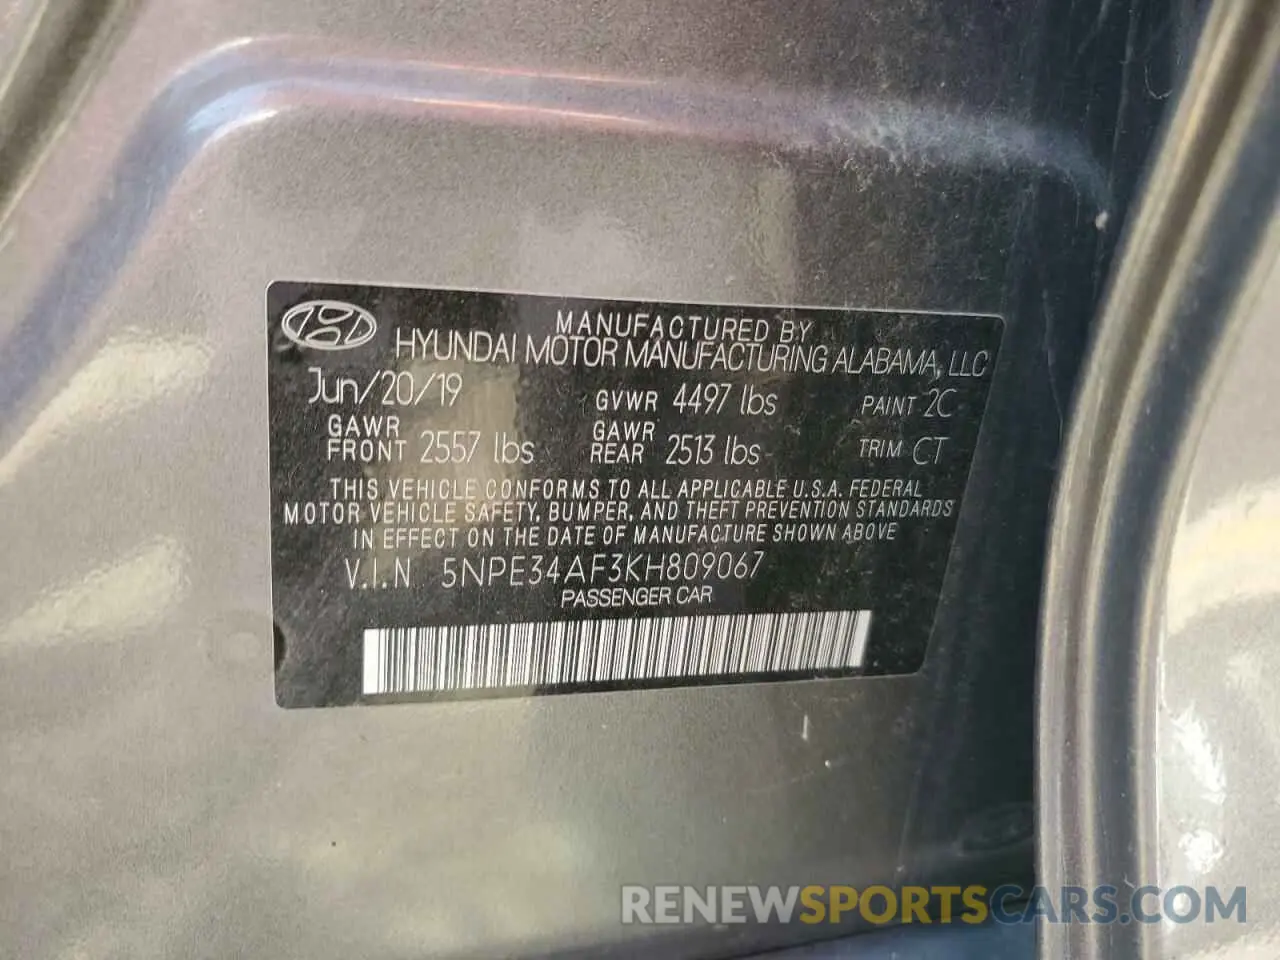 MANUFACTURED BY
HYUNDAI MOTOR MANUFACTURING ALABAMA, LLC
Jun/20/19 GVWR 4497 lbs PAINT 2C
GAWR FRONT 2557 lbs GAWR REAR 2513 lbs TRIM CT
THIS VEHICLE CONFORMS TO ALL APPLICABLE U.S.A. FEDERAL
MOTOR VEHICLE SAFETY, BUMPER, AND THEFT PREVENTION STANDARDS
IN EFFECT ON THE DATE OF MANUFACTURE SHOWN ABOVE
V.I.N 5NPE34AF3KH809067
PASSENGER CAR
RENEWSPORTSCARS.COM